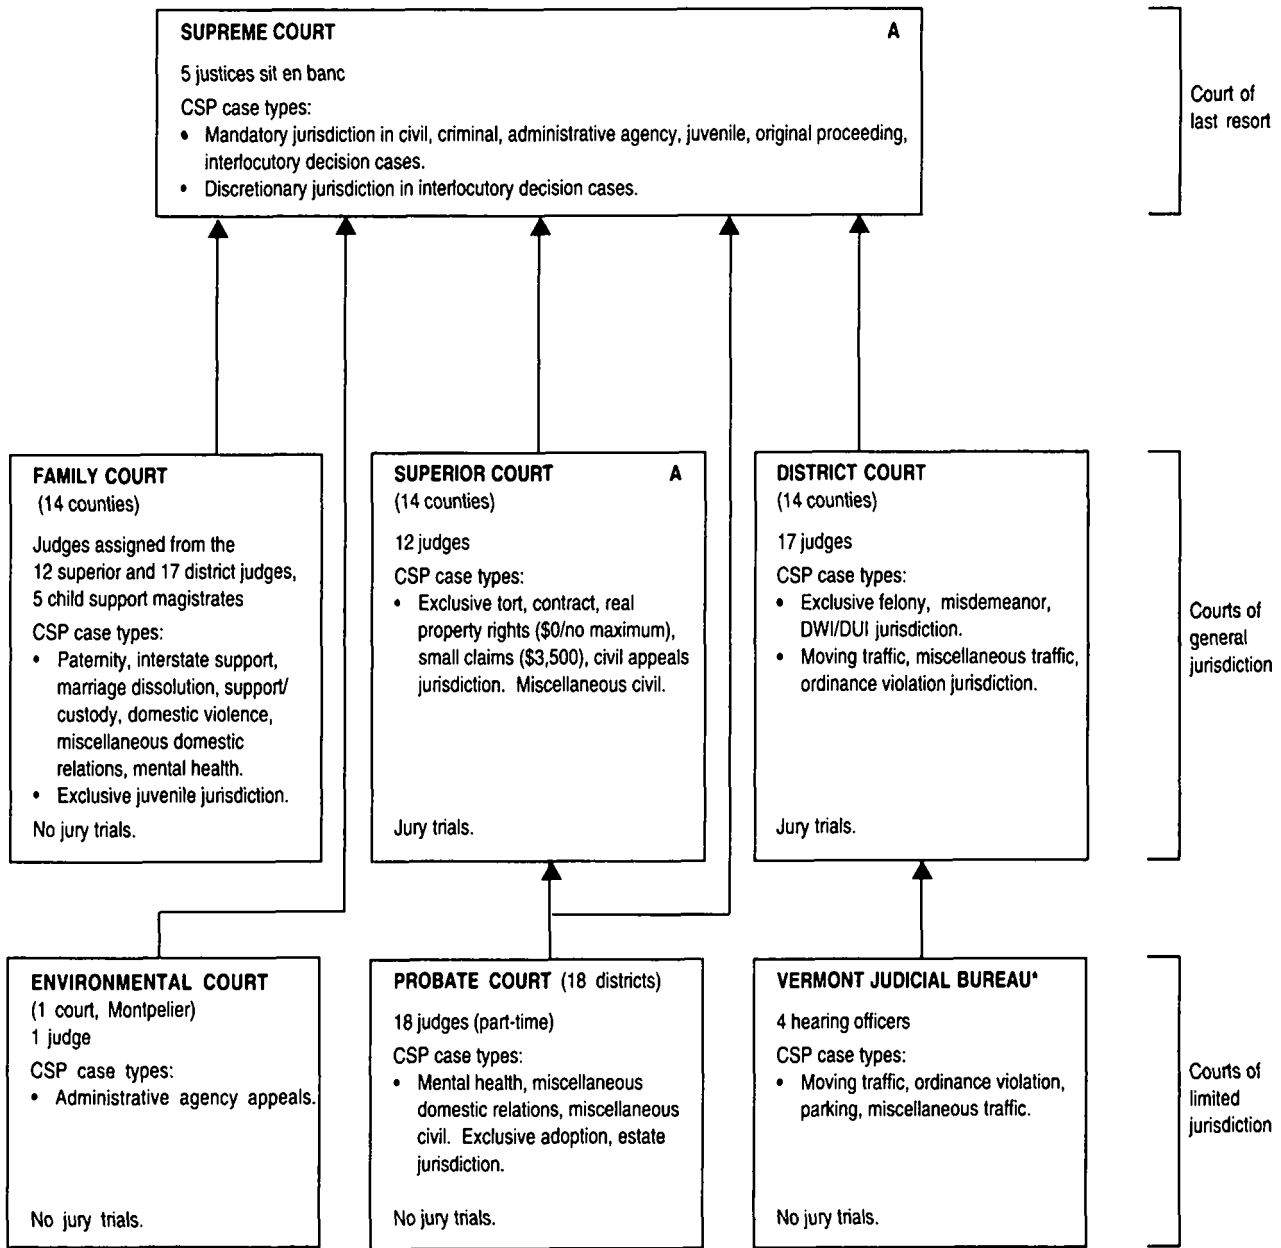 SUPREME COURT A
5 justices sit en banc
CSP case types:
• Mandatory jurisdiction in civil, criminal, administrative agency, juvenile, original proceeding,
interlocutory decision cases.
• Discretionary jurisdiction in interlocutory decision cases.
Court of
last resort
FAMILY COURT
(14 counties)
Judges assigned from the
12 superior and 17 district judges,
5 child support magistrates
CSP case types:
• Paternity, interstate support,
marriage dissolution, support/
custody, domestic violence,
miscellaneous domestic
relations, mental health.
• Exclusive juvenile jurisdiction.
No jury trials.
SUPERIOR COURT A
(14 counties)
12 judges
CSP case types:
• Exclusive tort, contract, real
property rights ($0/no maximum),
small claims ($3,500), civil appeals
jurisdiction. Miscellaneous civil.
Jury trials.
DISTRICT COURT
(14 counties)
17 judges
CSP case types:
• Exclusive felony, misdemeanor,
DWI/DUI jurisdiction.
• Moving traffic, miscellaneous traffic,
ordinance violation jurisdiction.
Jury trials.
Courts of
general
jurisdiction
ENVIRONMENTAL COURT
(1 court, Montpelier)
1 judge
CSP case types:
• Administrative agency appeals.
No jury trials.
PROBATE COURT (18 districts)
18 judges (part-time)
CSP case types:
• Mental health, miscellaneous
domestic relations, miscellaneous
civil. Exclusive adoption, estate
jurisdiction.
No jury trials.
VERMONT JUDICIAL BUREAU*
4 hearing officers
CSP case types:
• Moving traffic, ordinance violation,
parking, miscellaneous traffic.
No jury trials.
Courts of
limited
jurisdiction